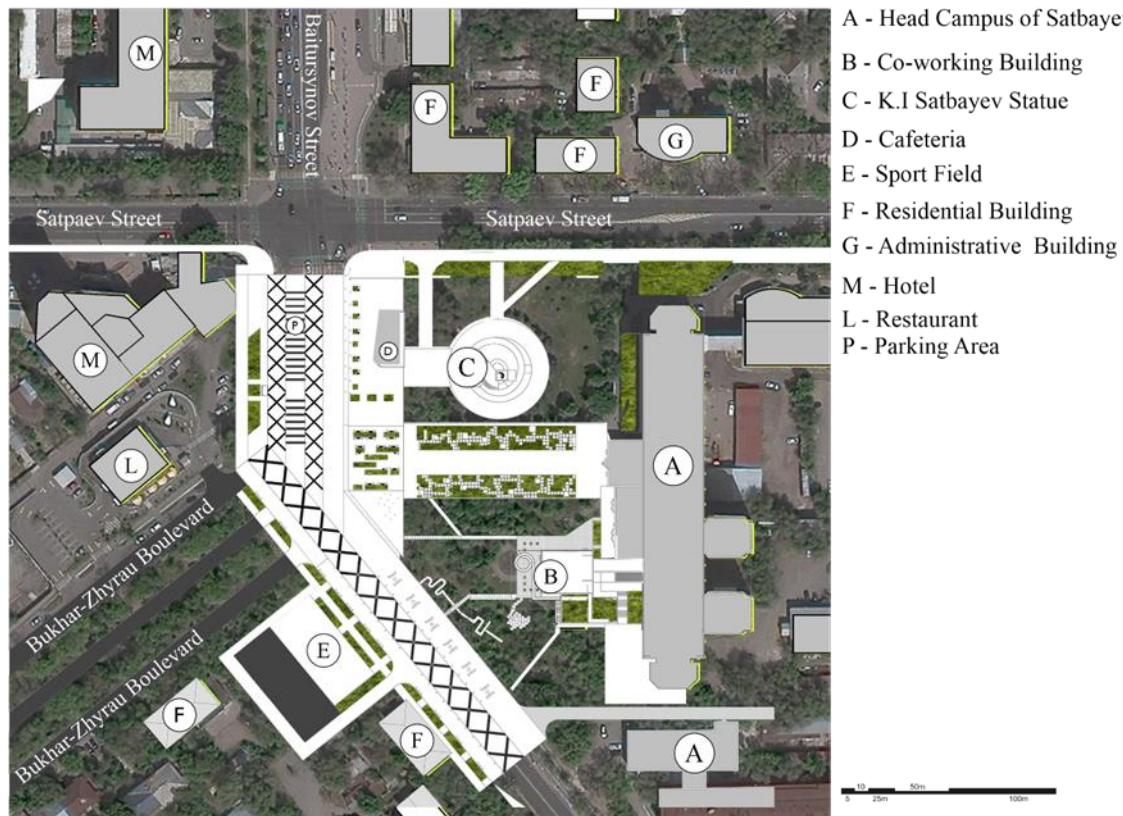 A - Head Campus of Satbaye
B - Co-working Building
C - K.I Satbayev Statue
D - Cafeteria
E - Sport Field
F - Residential Building
G - Administrative Building
M - Hotel
L - Restaurant
P - Parking Area
M
Baitursynov Street
F
F
F
G
Satpaev Street
Satpaev Street
P
D
C
M
L
A
B
Bukhar-Zhyrau Boulevard
E
Bukhar-Zhyrau Boulevard
F
F
A
10 50m
5 25m 100m